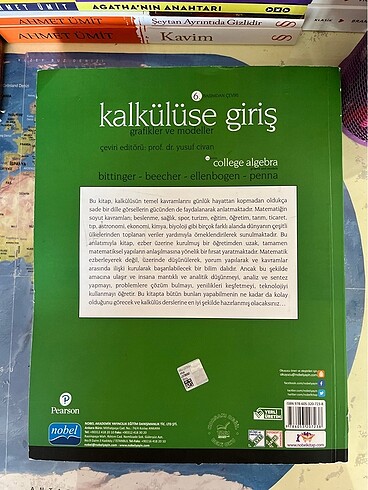 AHMET ÜMİT
AGATHA'NIN ANAHTARI
Şeytan Ayrıntıda Gizlidir
AHMET ÜMİT
Kavim
6.
kalkülüse giriş
grafikler ve modeller
çeviri editörü: prof. dr. yusuf civan
college algebra
bittinger - beecher - ellenbogen - penna
Bu kitap, kalkülüsün temel kavramlarını günlük hayattan kopmadan oldukça
sade bir dille görsellerin gücünden de faydalanarak anlatmaktadır. Matematiğin
soyut kavramları; beslenme, sağlık, spor, turizm, eğitim, öğretim, tarım, ticaret,
tıp, astronomi, ekonomi, kimya, biyoloji gibi birçok farklı alanda dünyanın çeşitli
ülkelerinden toplanan veriler yardımıyla örneklendirilerek sunulmaktadır. Bu
anlatımıyla kitap, ezber üzerine kurulmuş bir öğretimden uzak, tamamen
matematiksel yapıların anlaşılmasına yönelik bir fırsat yaratmaktadır. Matematik
ezberleyerek değil, üzerinde düşünülerek, yorum yapılarak ve kavramlar
arasında ilişki kurularak başarılabilecek bir bilim dalıdır. Ancak bu şekilde
amacına ulaşır ve insana mantıklı ve analitik düşünmeyi, analiz ve sentez
yapmayı, problemlere çözüm bulmayı, yenilikleri keşfetmeyi, teknolojiyi
kullanmayı öğretir. Bu kitapta bütün bunları yapabilmenin ne kadar da kolay
olduğunu görecek ve kalkülüs derslerine en iyi şekilde hazırlanmış olacaksınız...
Pearson
nobel
YERLİ ÜRETİM